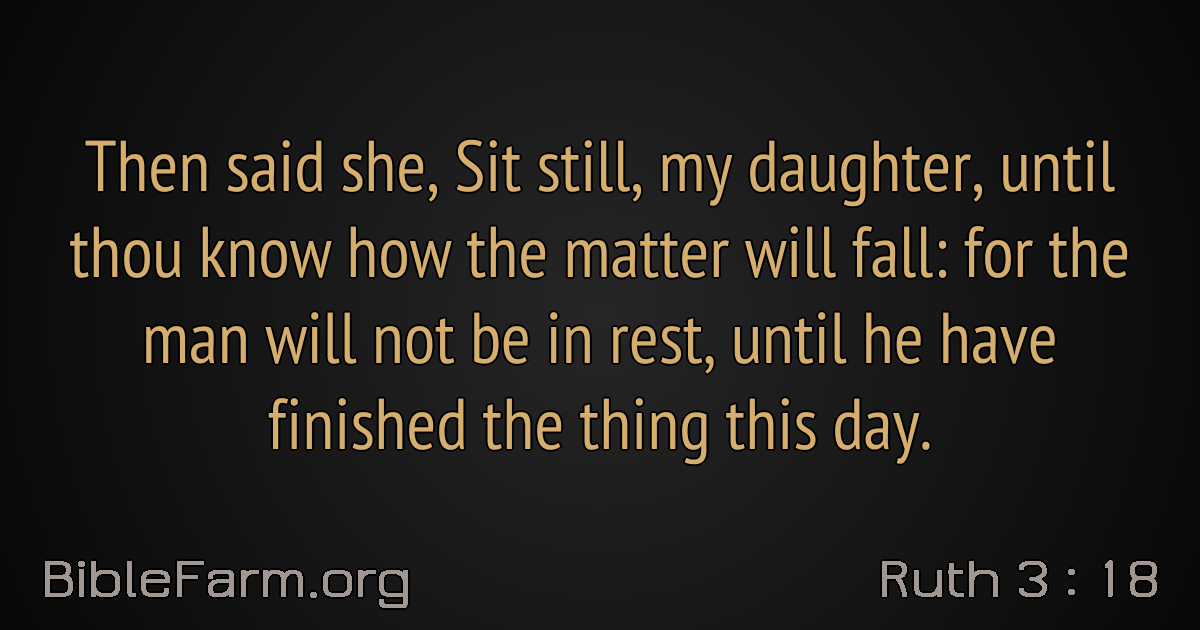 Then said she, Sit still, my daughter, until
thou know how the matter will fall: for the
man will not be in rest, until he have
finished the thing this day.
BibleFarm.org
Ruth 3 : 18